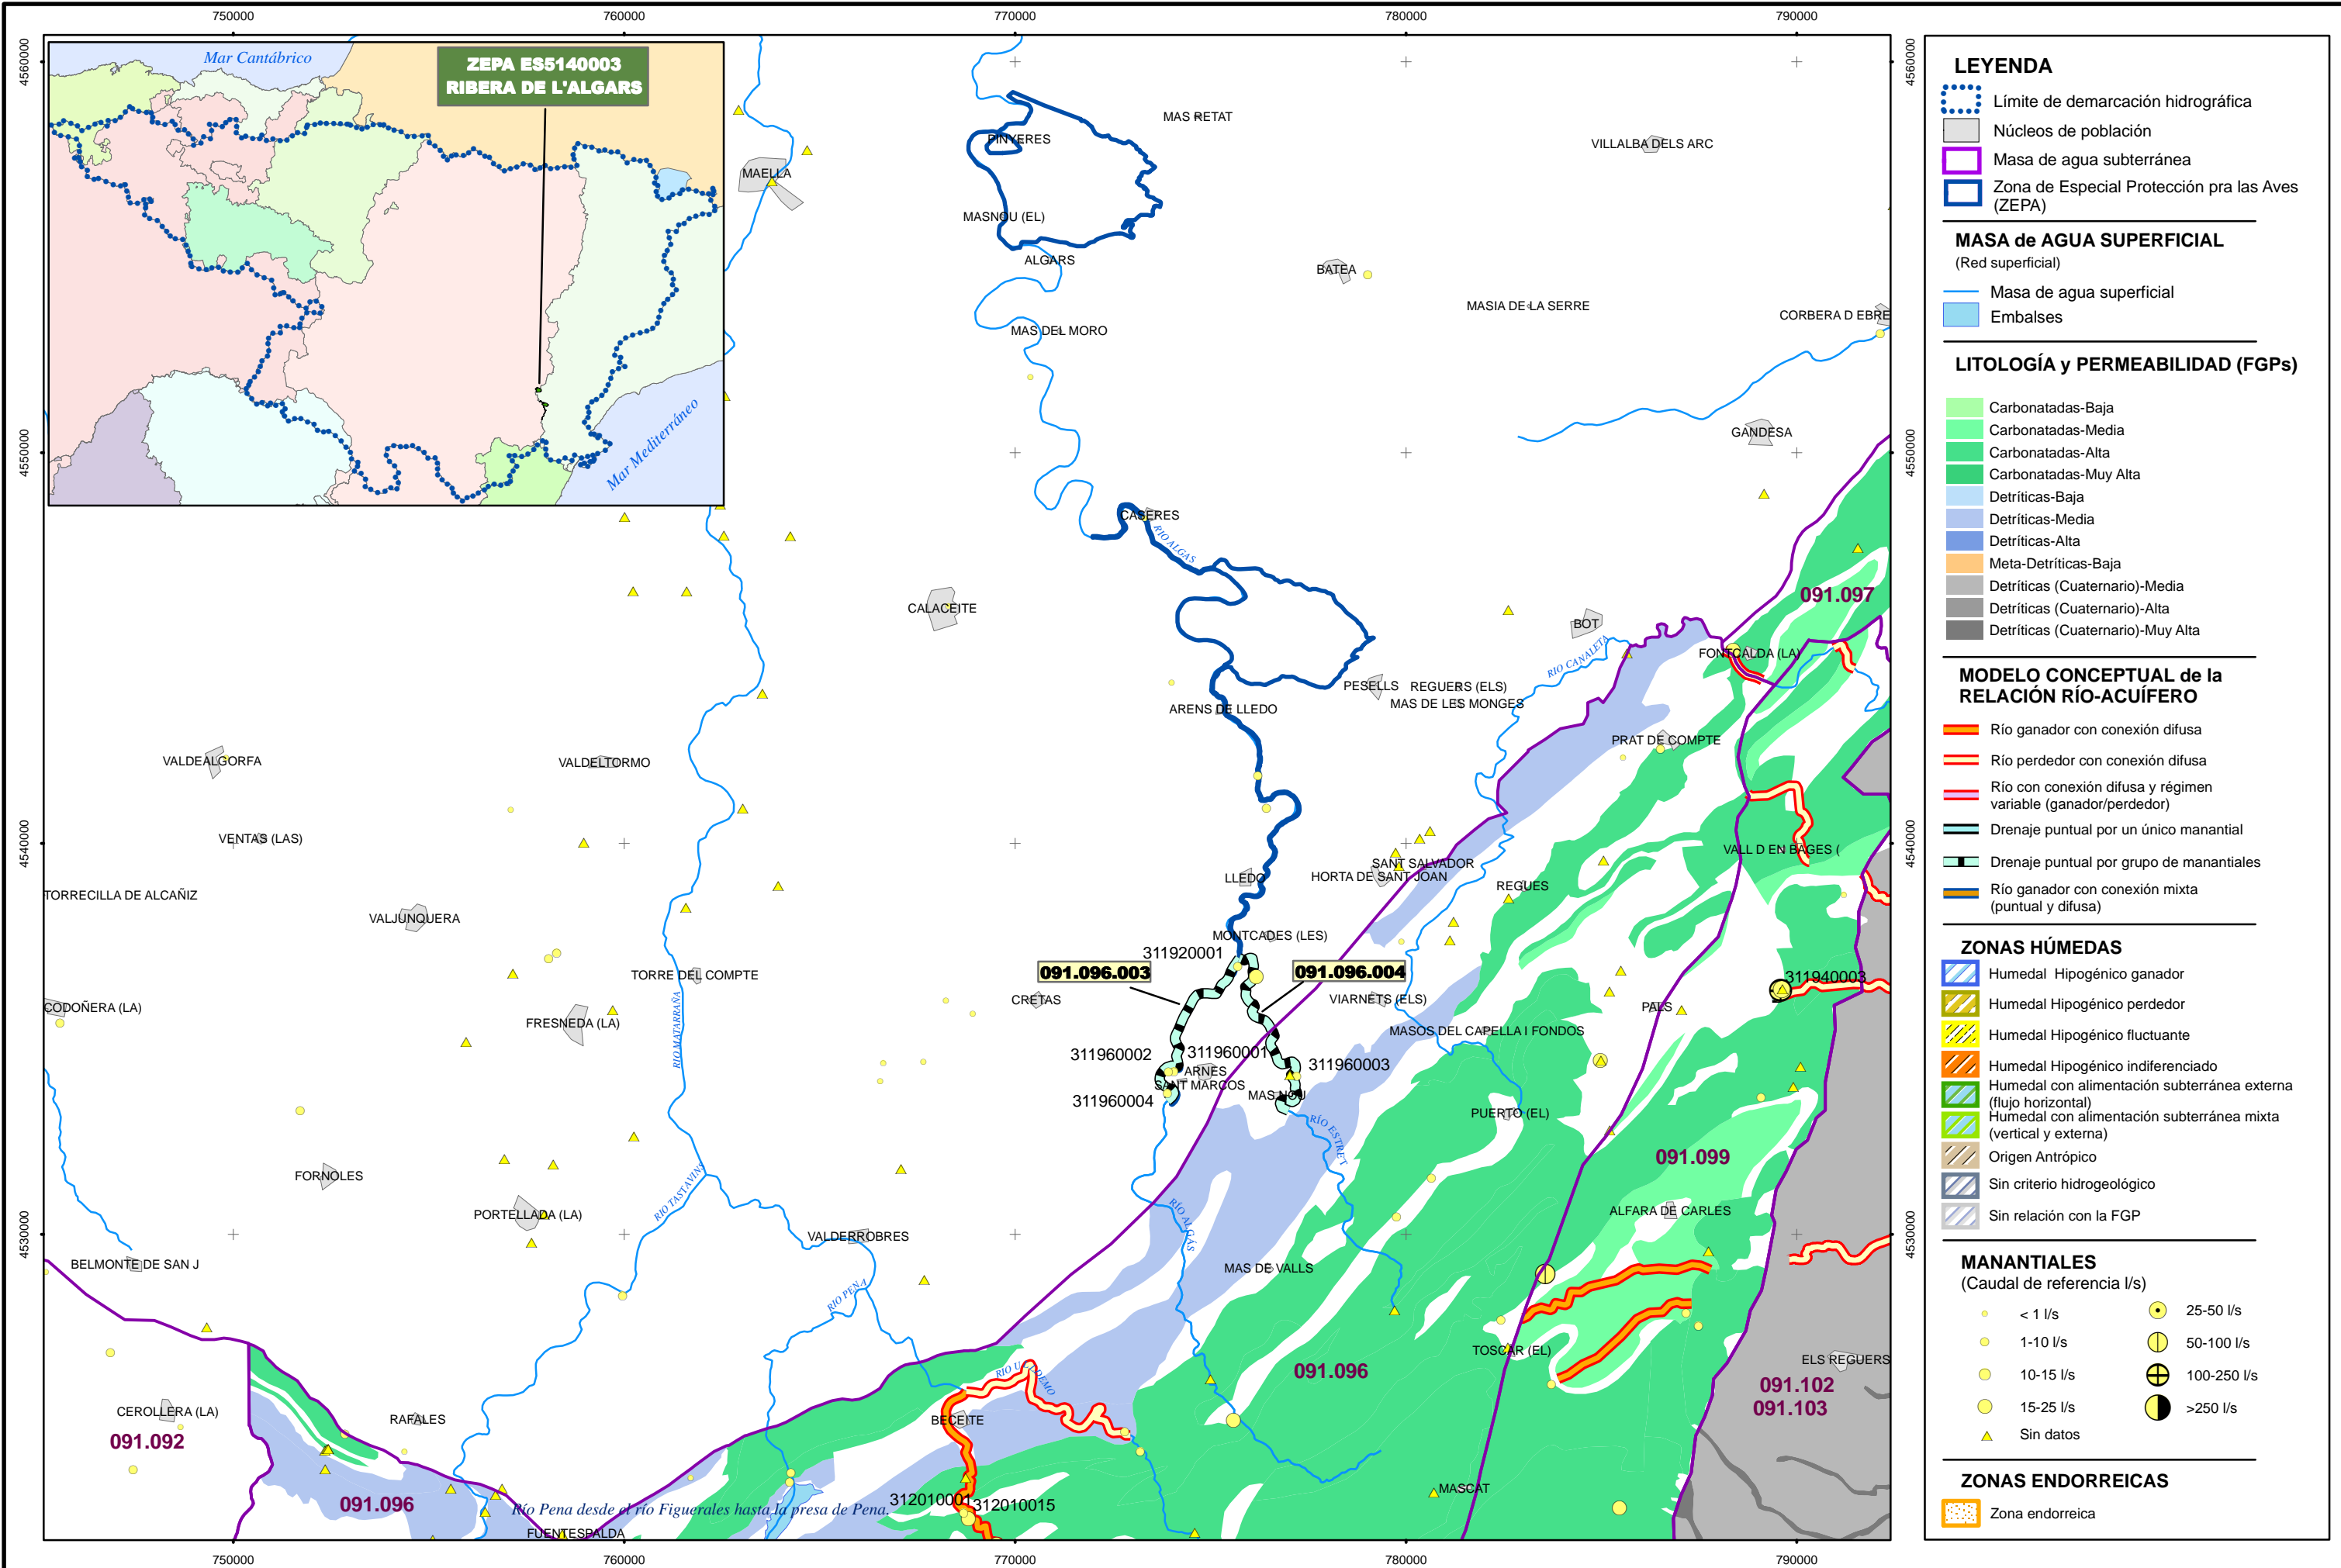 750000
760000
770000
780000
790000
4560000
4560000
4550000
4550000
4540000
4540000
4530000
4530000
Mar Cantábrico
ZEPA ES5140003
RIBERA DE L'ALGARS
Mar Mediterráneo
MAELLA
PINYERES
MAS RETAT
VILLALBA DELS ARC
MASNOU (EL)
ALGARS
BATEA
MASIA DE LA SERRE
CORBERA D EBRE
MAS DEL MORO
GANDESA
CASERES
RIO ALGAS
CALACEITE
091.097
BOT
RIO CANALETA
FONTCALDA (LA)
PESELLS
REGUERS (ELS)
MAS DE LES MONGES
ARENS DE LLEDO
PRAT DE COMPTE
VALDEALGORFA
VALDELTORMO
VENTAS (LAS)
VALL D EN BAGES (
SANT SALVADOR
HORTA DE SANT JOAN
LLEDO
REGUES
TORRECILLA DE ALCAÑIZ
VALJUNQUERA
MONTCADES (LES)
311920001
091.096.003
091.096.004
311940003
TORRE DEL COMPTE
CRETAS
VIARNETS (ELS)
PALS
CODOÑERA (LA)
FRESNEDA (LA)
RIO MATARRAÑA
MASOS DEL CAPELLA I FONDOS
311960002
311960001
311960003
ARNES
SANT MARCOS
311960004
MAS NOU
PUERTO (EL)
RÍO ESTRET
091.099
FORNOLES
RIO TASTAVINS
PORTELLADA (LA)
ALFARA DE CARLES
RÍO ALGÁS
VALDERROBRES
BELMONTE DE SAN J
MAS DE VALLS
RIO PENA
TOSCAR (EL)
ELS REGUERS
091.096
091.102
091.103
BECEITE
CEROLLERA (LA)
RAFALES
091.092
MASCAT
091.096
Río Pena desde el río Figuerales hasta la presa de Pena.
312010001
312010015
FUENTESPALDA
750000
760000
770000
780000
790000
LEYENDA
Límite de demarcación hidrográfica
Núcleos de población
Masa de agua subterránea
Zona de Especial Protección pra las Aves
(ZEPA)
MASA de AGUA SUPERFICIAL
(Red superficial)
Masa de agua superficial
Embalses
LITOLOGÍA y PERMEABILIDAD (FGPs)
Carbonatadas-Baja
Carbonatadas-Media
Carbonatadas-Alta
Carbonatadas-Muy Alta
Detríticas-Baja
Detríticas-Media
Detríticas-Alta
Meta-Detríticas-Baja
Detríticas (Cuaternario)-Media
Detríticas (Cuaternario)-Alta
Detríticas (Cuaternario)-Muy Alta
MODELO CONCEPTUAL de la
RELACIÓN RÍO-ACUÍFERO
Río ganador con conexión difusa
Río perdedor con conexión difusa
Río con conexión difusa y régimen
variable (ganador/perdedor)
Drenaje puntual por un único manantial
Drenaje puntual por grupo de manantiales
Río ganador con conexión mixta
(puntual y difusa)
ZONAS HÚMEDAS
Humedal Hipogénico ganador
Humedal Hipogénico perdedor
Humedal Hipogénico fluctuante
Humedal Hipogénico indiferenciado
Humedal con alimentación subterránea externa
(flujo horizontal)
Humedal con alimentación subterránea mixta
(vertical y externa)
Origen Antrópico
Sin criterio hidrogeológico
Sin relación con la FGP
MANANTIALES
(Caudal de referencia l/s)
< 1 l/s
25-50 l/s
1-10 l/s
50-100 l/s
10-15 l/s
100-250 l/s
15-25 l/s
>250 l/s
Sin datos
ZONAS ENDORREICAS
Zona endorreica